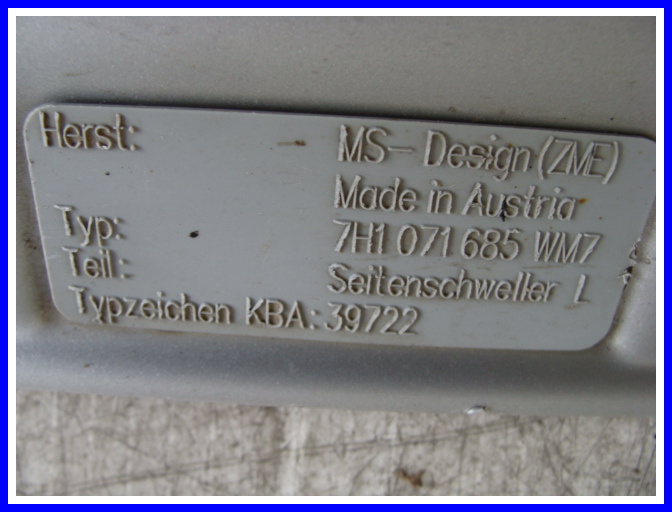 Herst: MS-Design (ZME)
Made in Austria
Typ: 7H1 071 685 WM7
Teil: Seitenschweller L
Typzeichen KBA: 39722